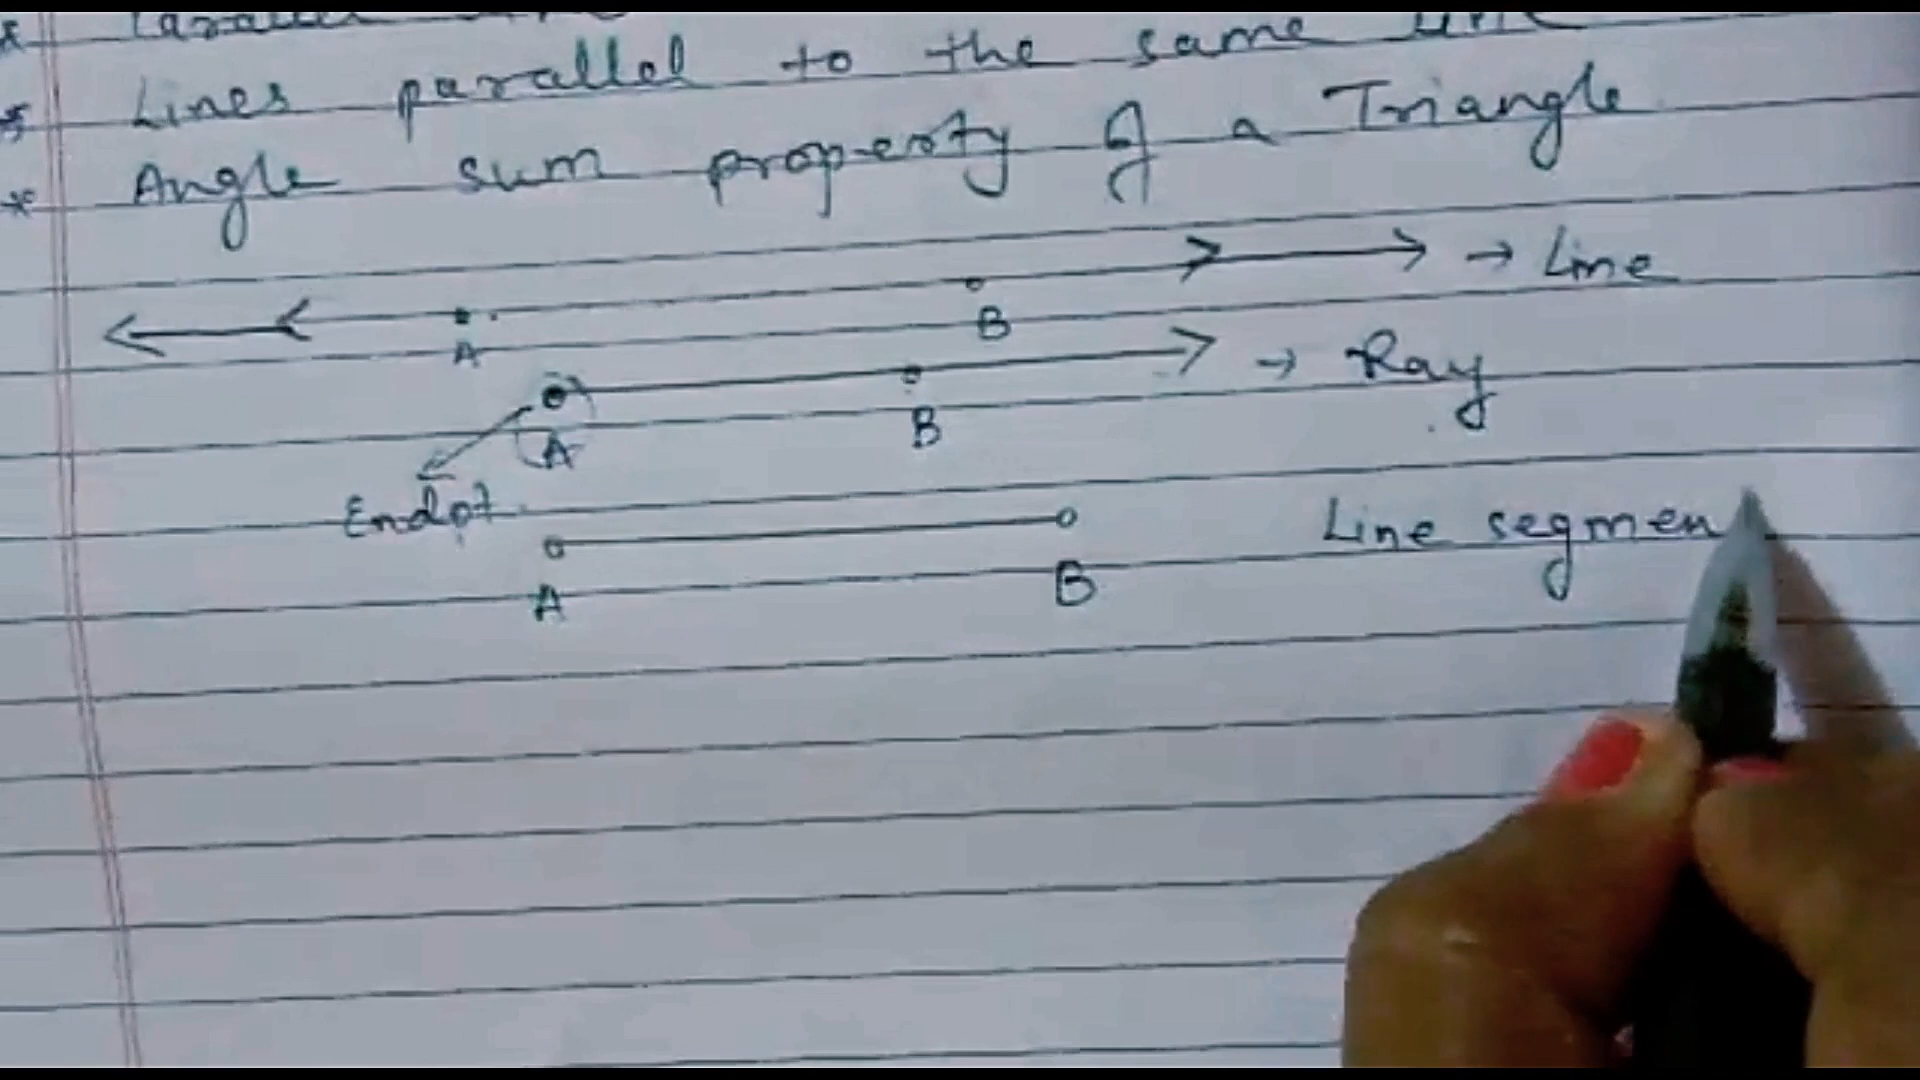 Lines parallel to the same line
* Angle sum property of a Triangle
→ Line
A B
→ Ray
A B
Endpt.
Line segmen
A B